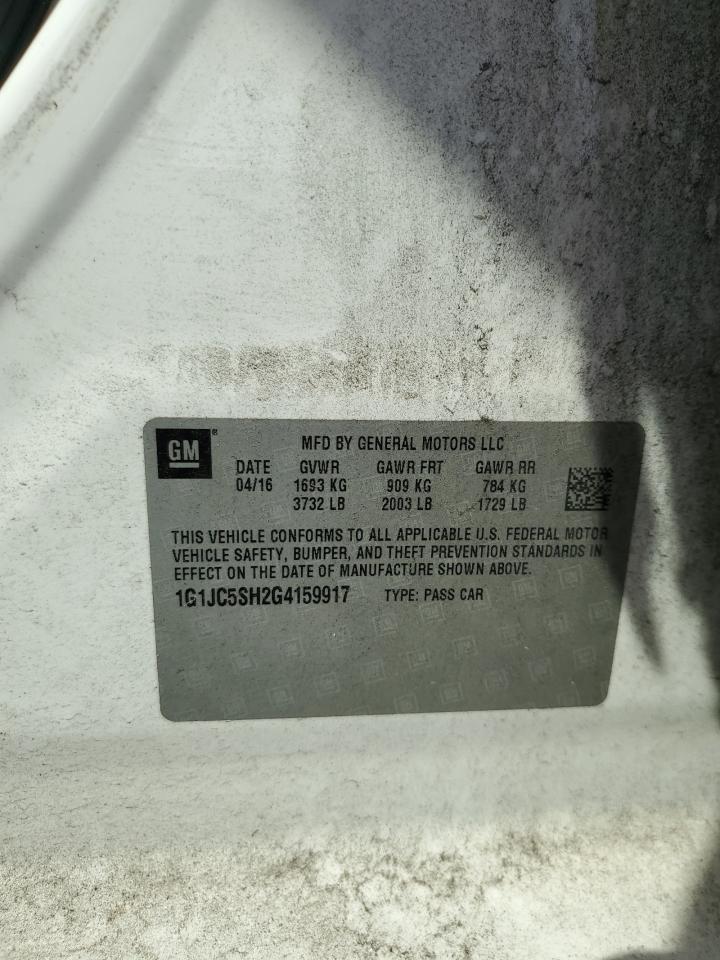 GM ® MFD BY GENERAL MOTORS LLC
DATE GVWR GAWR FRT GAWR RR
04/16 1693 KG 909 KG 784 KG
3732 LB 2003 LB 1729 LB
THIS VEHICLE CONFORMS TO ALL APPLICABLE U.S. FEDERAL MOTOR
VEHICLE SAFETY, BUMPER, AND THEFT PREVENTION STANDARDS IN
EFFECT ON THE DATE OF MANUFACTURE SHOWN ABOVE.
1G1JC5SH2G4159917 TYPE: PASS CAR